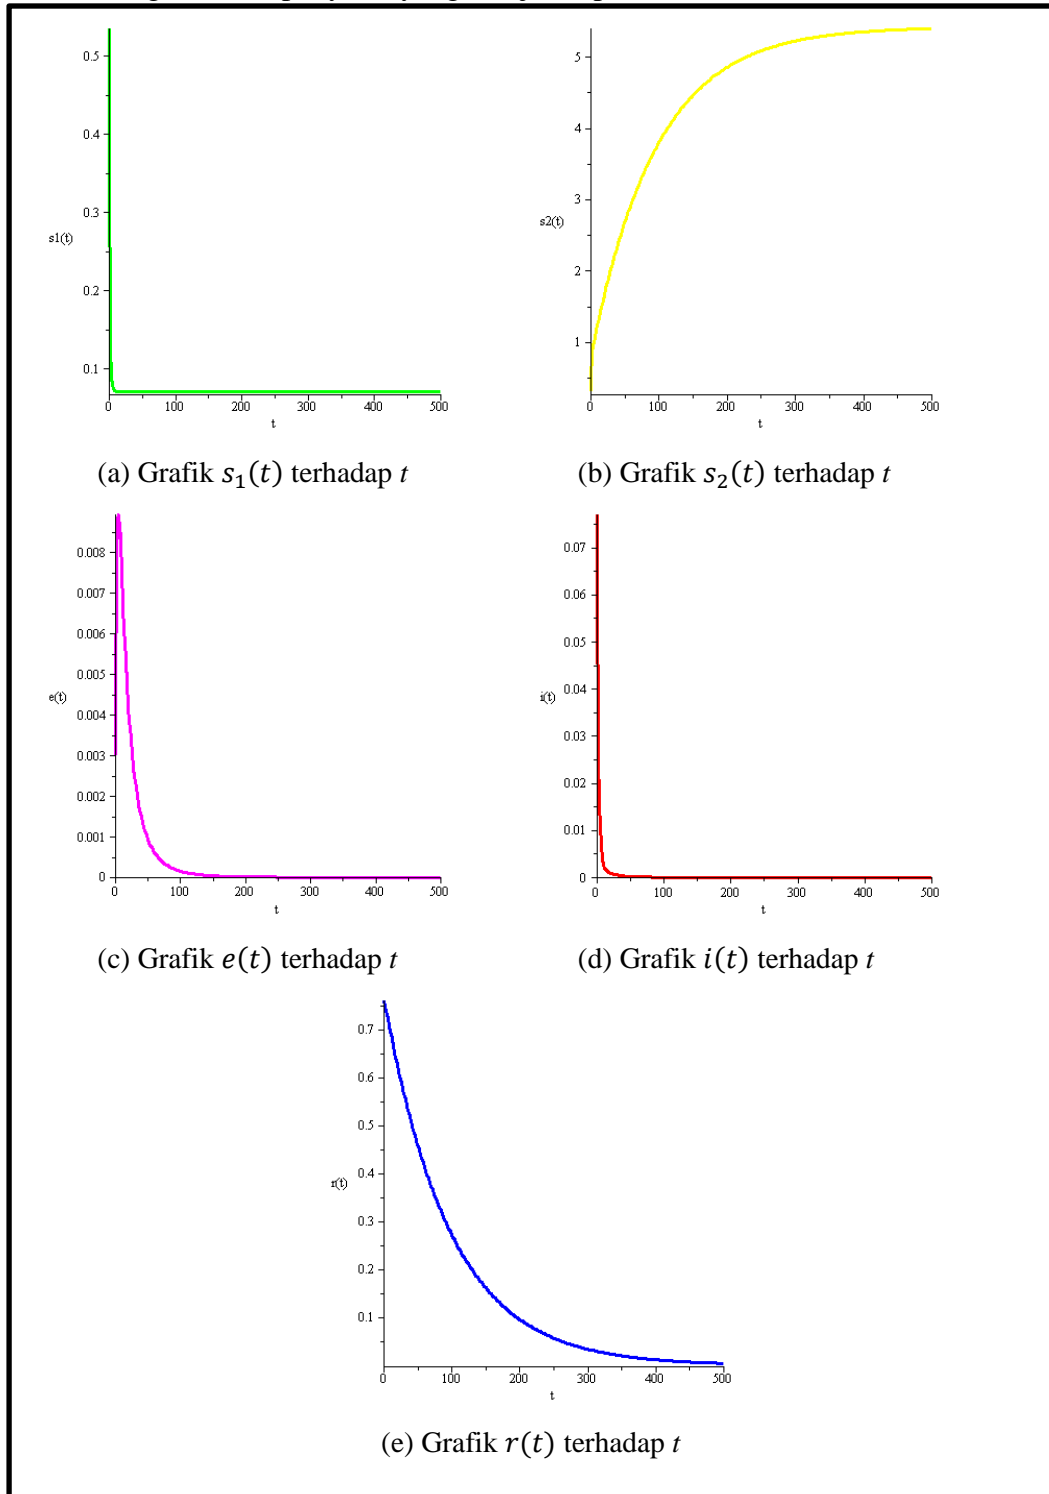 0.5
0.4
0.3
s1(t)
0.2
0.1
0 100 200 300 400 500
t
5
4
3
s2(t)
2
1
0 100 200 300 400 500
t
(a) Grafik s₁(t) terhadap t
(b) Grafik s₂(t) terhadap t
0.008
0.007
0.006
0.005
e(t)
0.004
0.003
0.002
0.001
0
0 100 200 300 400 500
t
0.07
0.06
0.05
0.04
i(t)
0.03
0.02
0.01
0
0 100 200 300 400 500
t
(c) Grafik e(t) terhadap t
(d) Grafik i(t) terhadap t
0.7
0.6
0.5
0.4
r(t)
0.3
0.2
0.1
0 100 200 300 400 500
t
(e) Grafik r(t) terhadap t